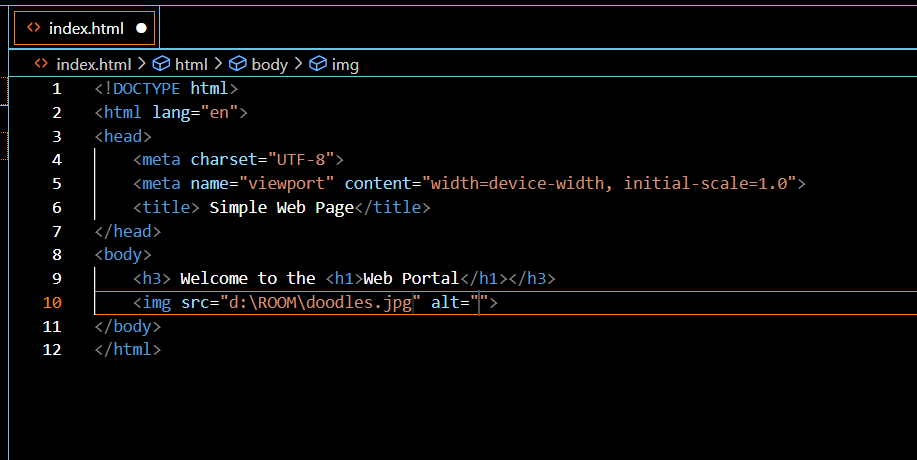 index.html
index.html > html > body > img
1 <!DOCTYPE html>
2 <html lang="en">
3 <head>
4     <meta charset="UTF-8">
5     <meta name="viewport" content="width=device-width, initial-scale=1.0">
6     <title> Simple Web Page</title>
7 </head>
8 <body>
9     <h3> Welcome to the <h1>Web Portal</h1></h3>
10     <img src="d:\ROOM\doodles.jpg" alt="">
11 </body>
12 </html>